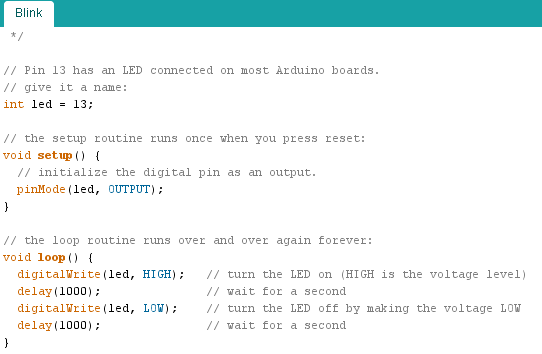 Blink
*/
// Pin 13 has an LED connected on most Arduino boards.
// give it a name:
int led = 13;
// the setup routine runs once when you press reset:
void setup() {
// initialize the digital pin as an output.
pinMode(led, OUTPUT);
}
// the loop routine runs over and over again forever:
void loop() {
digitalWrite(led, HIGH);   // turn the LED on (HIGH is the voltage level)
delay(1000);               // wait for a second
digitalWrite(led, LOW);    // turn the LED off by making the voltage LOW
delay(1000);               // wait for a second
}